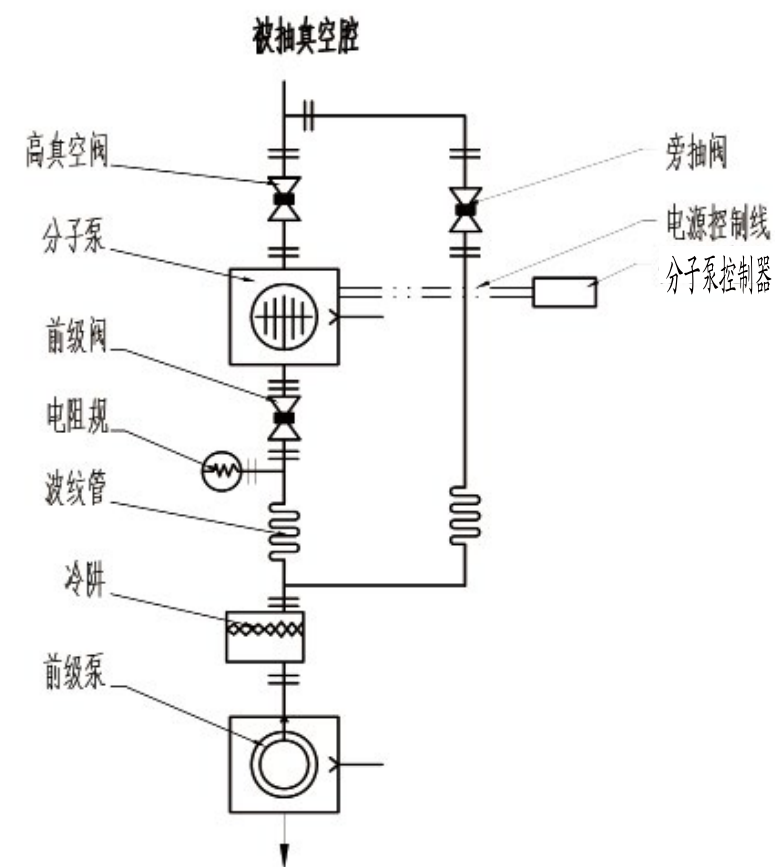 被抽真空腔
高真空阀
旁抽阀
分子泵
电源控制线
分子泵控制器
前级阀
电阻规
波纹管
冷阱
前级泵